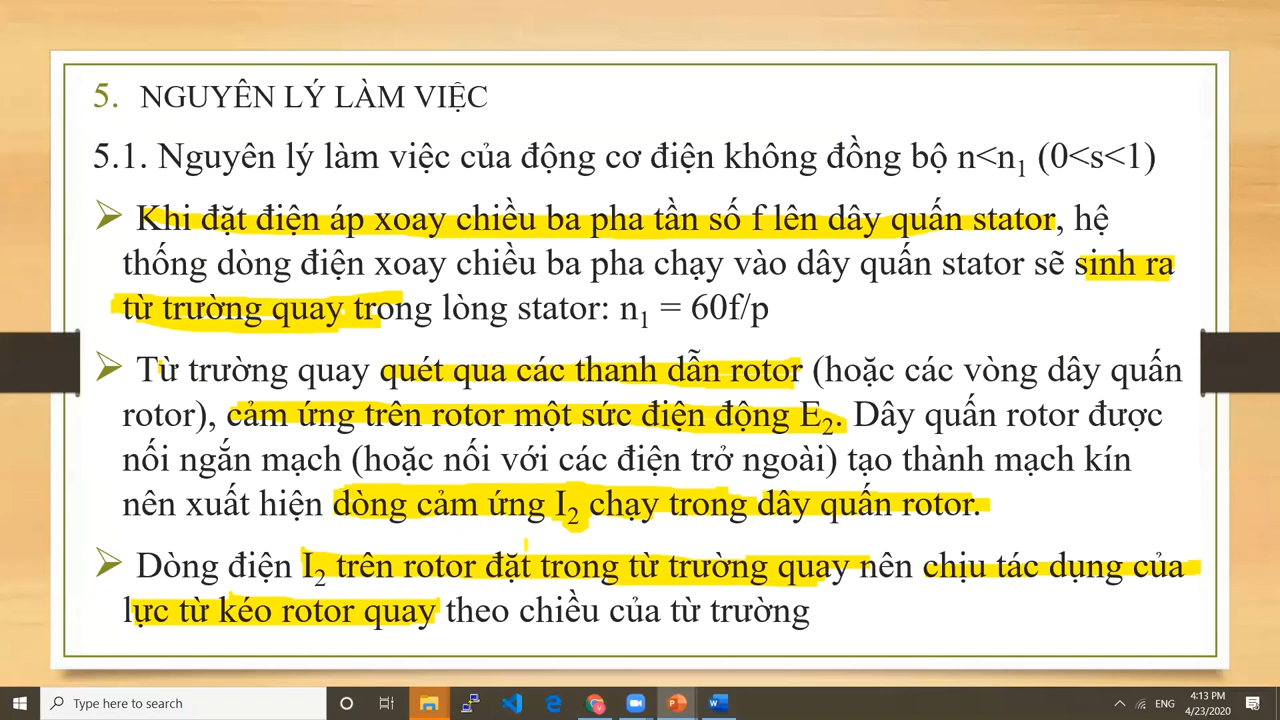 5. NGUYÊN LÝ LÀM VIỆC
5.1. Nguyên lý làm việc của động cơ điện không đồng bộ n<n₁ (0<s<1)
➢ Khi đặt điện áp xoay chiều ba pha tần số f lên dây quấn stator, hệ
thống dòng điện xoay chiều ba pha chạy vào dây quấn stator sẽ sinh ra
từ trường quay trong lòng stator: n₁ = 60f/p
➢ Từ trường quay quét qua các thanh dẫn rotor (hoặc các vòng dây quấn
rotor), cảm ứng trên rotor một sức điện động E₂. Dây quấn rotor được
nối ngắn mạch (hoặc nối với các điện trở ngoài) tạo thành mạch kín
nên xuất hiện dòng cảm ứng I₂ chạy trong dây quấn rotor.
➢ Dòng điện I₂ trên rotor đặt trong từ trường quay nên chịu tác dụng của
lực từ kéo rotor quay theo chiều của từ trường
Type here to search
ENG
4:13 PM
4/23/2020